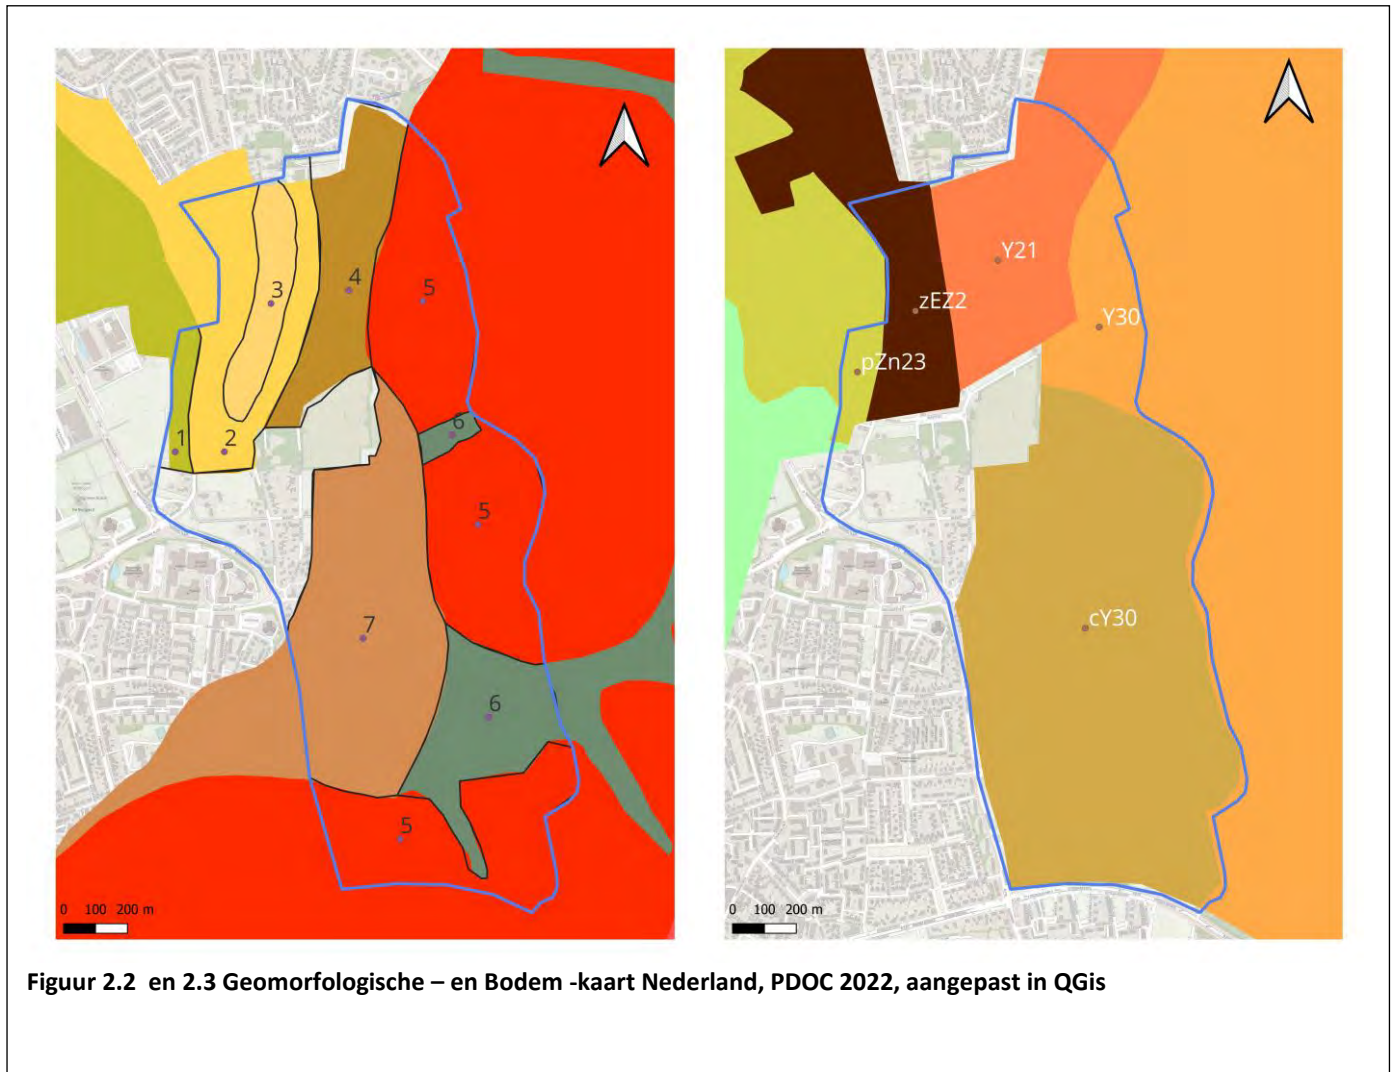 3
4
5
1
2
6
5
7
6
5
0 100 200 m
Y21
zEZ2
Y30
pZn23
cY30
0 100 200 m
Figuur 2.2 en 2.3 Geomorfologische – en Bodem -kaart Nederland, PDOC 2022, aangepast in QGis